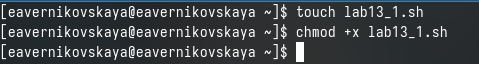 [eavernikovskaya@eavernikovskaya ~]$ touch lab13_1.sh
[eavernikovskaya@eavernikovskaya ~]$ chmod +x lab13_1.sh
[eavernikovskaya@eavernikovskaya ~]$